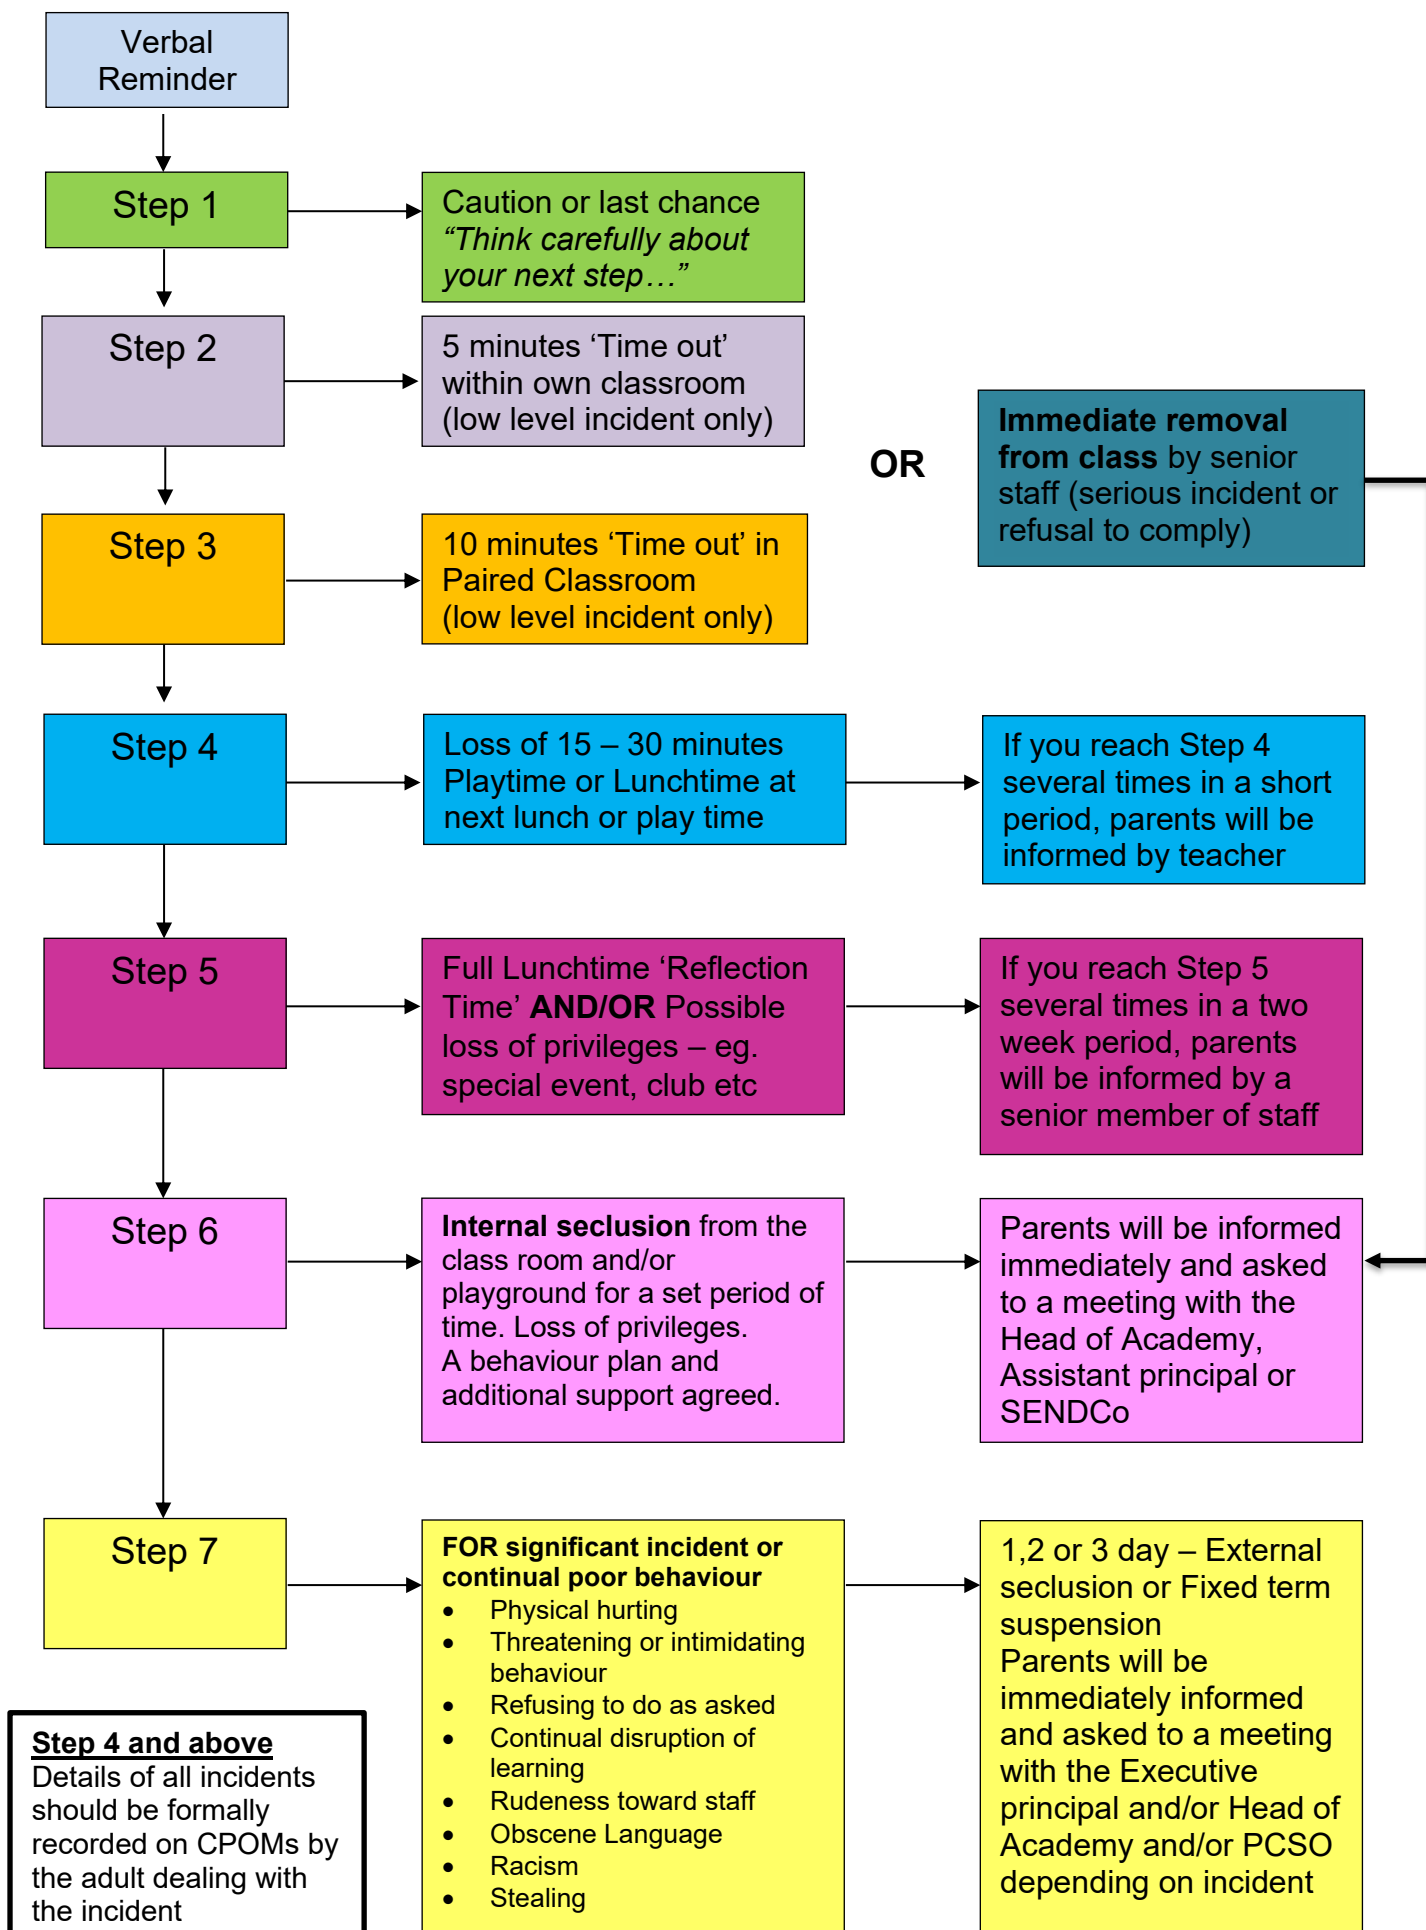 Verbal
Reminder
Step 1
Caution or last chance
“Think carefully about
your next step…”
Step 2
5 minutes ‘Time out’
within own classroom
(low level incident only)
OR
Immediate removal
from class by senior
staff (serious incident or
refusal to comply)
Step 3
10 minutes ‘Time out’ in
Paired Classroom
(low level incident only)
Step 4
Loss of 15 – 30 minutes
Playtime or Lunchtime at
next lunch or play time
If you reach Step 4
several times in a short
period, parents will be
informed by teacher
Step 5
Full Lunchtime ‘Reflection
Time’ AND/OR Possible
loss of privileges – eg.
special event, club etc
If you reach Step 5
several times in a two
week period, parents
will be informed by a
senior member of staff
Step 6
Internal seclusion from the
class room and/or
playground for a set period of
time. Loss of privileges.
A behaviour plan and
additional support agreed.
Parents will be informed
immediately and asked
to a meeting with the
Head of Academy,
Assistant principal or
SENDCo
Step 7
FOR significant incident or
continual poor behaviour
• Physical hurting
• Threatening or intimidating
behaviour
• Refusing to do as asked
• Continual disruption of
learning
• Rudeness toward staff
• Obscene Language
• Racism
• Stealing
1,2 or 3 day – External
seclusion or Fixed term
suspension
Parents will be
immediately informed
and asked to a meeting
with the Executive
principal and/or Head of
Academy and/or PCSO
depending on incident
Step 4 and above
Details of all incidents
should be formally
recorded on CPOMs by
the adult dealing with
the incident